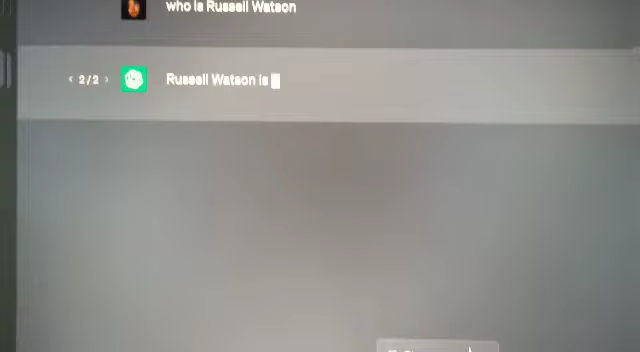 who is Russell Watson
< 2/2 >
Russell Watson is